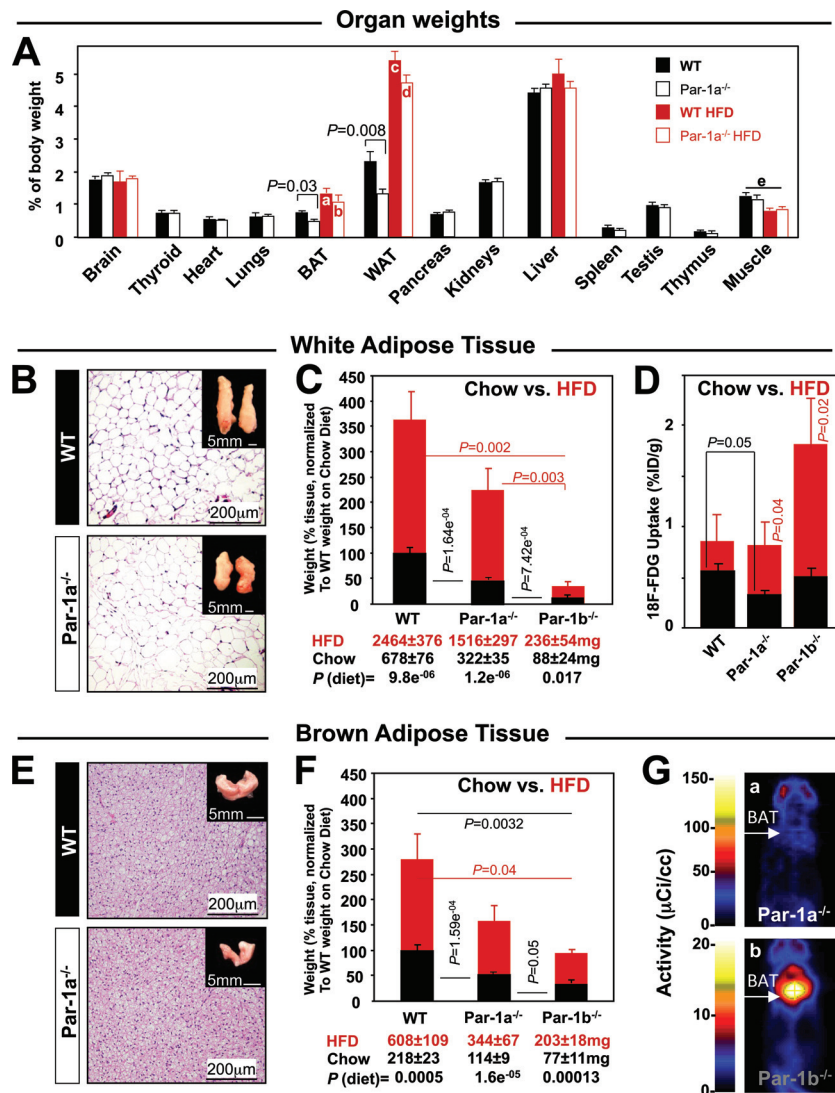 Organ weights
A
% of body weight
5
4
3
2
1
0
P=0.03
P=0.008
a
b
c
d
e
WT
Par-1a-/-
WT HFD
Par-1a-/- HFD
Brain
Thyroid
Heart
Lungs
BAT
WAT
Pancreas
Kidneys
Liver
Spleen
Testis
Thymus
Muscle
White Adipose Tissue
B
WT
5mm
200μm
Par-1a-/-
5mm
200μm
C
Chow vs. HFD
Weight (% tissue, normalized
To WT weight on Chow Diet)
450
400
350
300
250
200
150
100
50
0
P=0.002
P=0.003
P=1.64e-04
P=7.42e-04
WT Par-1a-/- Par-1b-/-
HFD 2464±376 1516±297 236±54mg
Chow 678±76 322±35 88±24mg
P (diet)= 9.8e-06 1.2e-06 0.017
D
Chow vs. HFD
18F-FDG Uptake (%ID/g)
2
1
0
P=0.05
P=0.04
P=0.02
WT
Par-1a-/-
Par-1b-/-
Brown Adipose Tissue
E
WT
5mm
200μm
Par-1a-/-
5mm
200μm
F
Chow vs. HFD
Weight (% tissue, normalized
To WT weight on Chow Diet)
450
400
350
300
250
200
150
100
50
0
P=0.0032
P=0.04
P=1.59e-04
P=0.05
WT Par-1a-/- Par-1b-/-
HFD 608±109 344±67 203±18mg
Chow 218±23 114±9 77±11mg
P (diet)= 0.0005 1.6e-05 0.00013
G
Activity (μCi/cc)
150
100
50
0
a
BAT
Par-1a-/-
20
10
0
b
BAT
Par-1b-/-